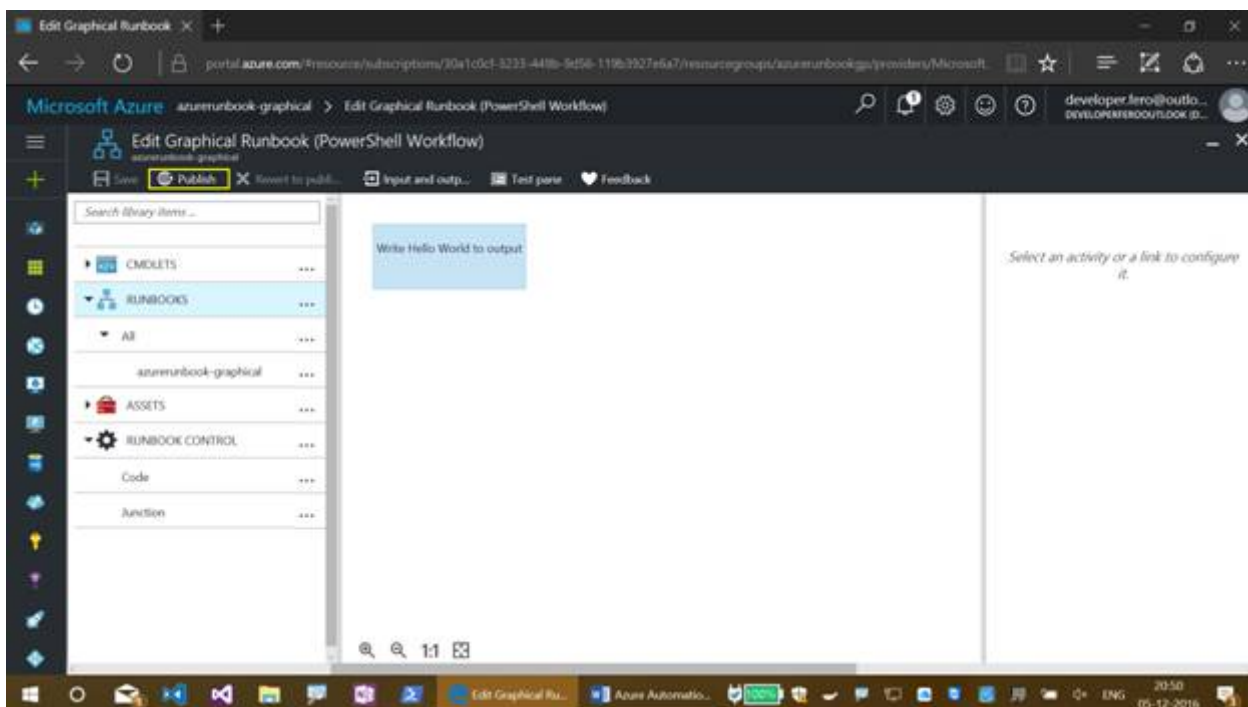 Edit Graphical Runbook
portal.azure.com/
Microsoft Azure azurerunbook-graphical > Edit Graphical Runbook (PowerShell Workflow)
developer.fero@outlo...
Edit Graphical Runbook (PowerShell Workflow)
azurerunbook-graphical
Save Publish Revert to publi... Input and outp... Test pane Feedback
Search library items ...
CMDLETS
RUNBOOKS
All
azurerunbook-graphical
ASSETS
RUNBOOK CONTROL
Code
Junction
Write Hello World to output
Select an activity or a link to configure
it.
1:1
Edit Graphical Ru... Azure Automatio... 100% ENG 20:50
05-12-2016